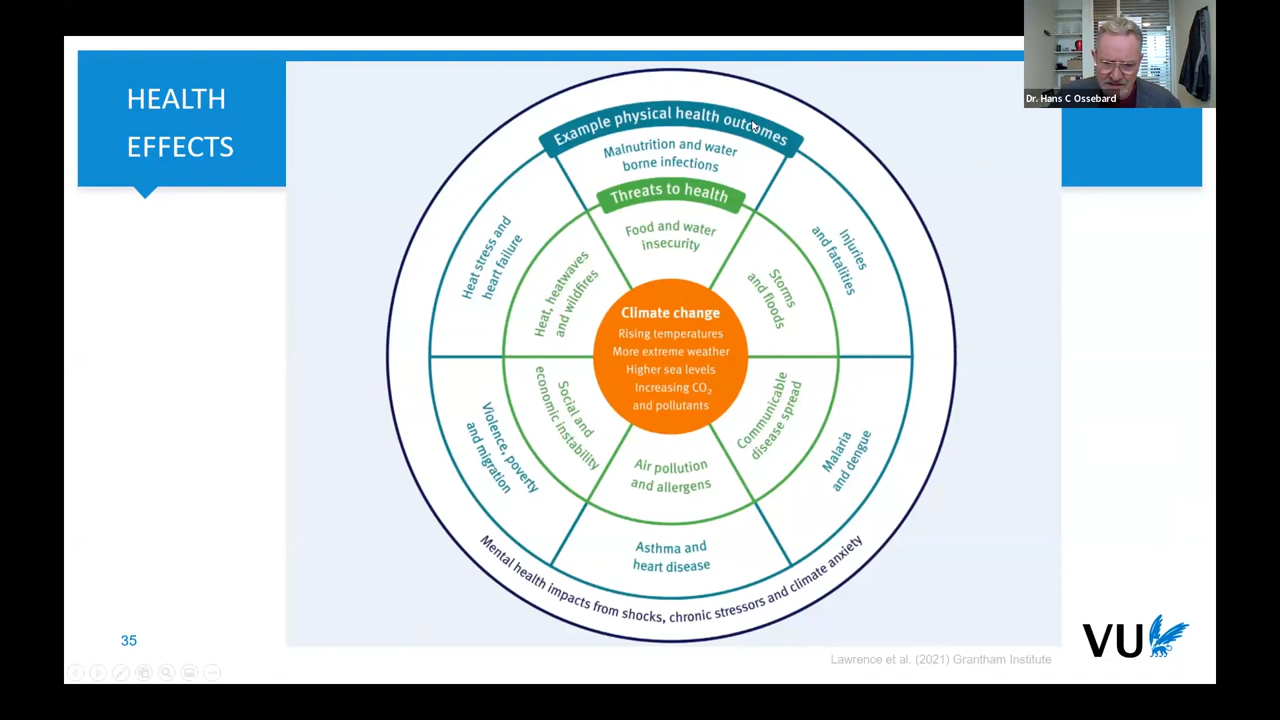 HEALTH
EFFECTS
Dr. Hans C Ossebard
Example physical health outcomes
Malnutrition and water
borne infections
Threats to health
Food and water
insecurity
Heat stress and
heart failure
Heat, heatwaves
and wildfires
Storms
and floods
Injuries
and fatalities
Climate change
Rising temperatures
More extreme weather
Higher sea levels
Increasing CO₂
and pollutants
Violence, poverty
and migration
Social and
economic instability
Air pollution
and allergens
Communicable
disease spread
Malaria
and dengue
Asthma and
heart disease
Mental health impacts from shocks, chronic stressors and climate anxiety
35
VU
Lawrence et al. (2021) Grantham Institute